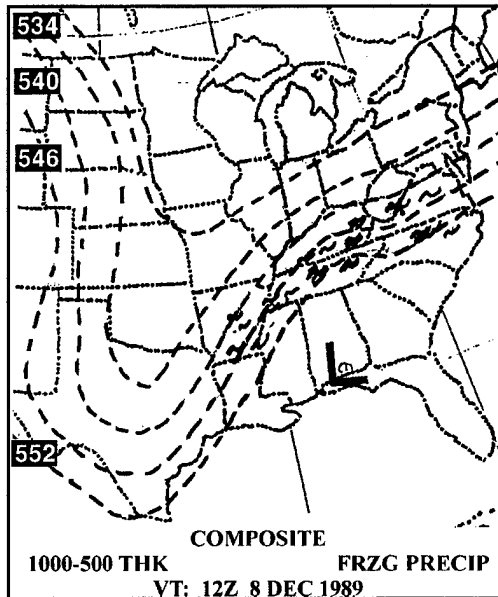 534
540
546
552
L
COMPOSITE
1000-500 THK FRZG PRECIP
VT: 12Z 8 DEC 1989